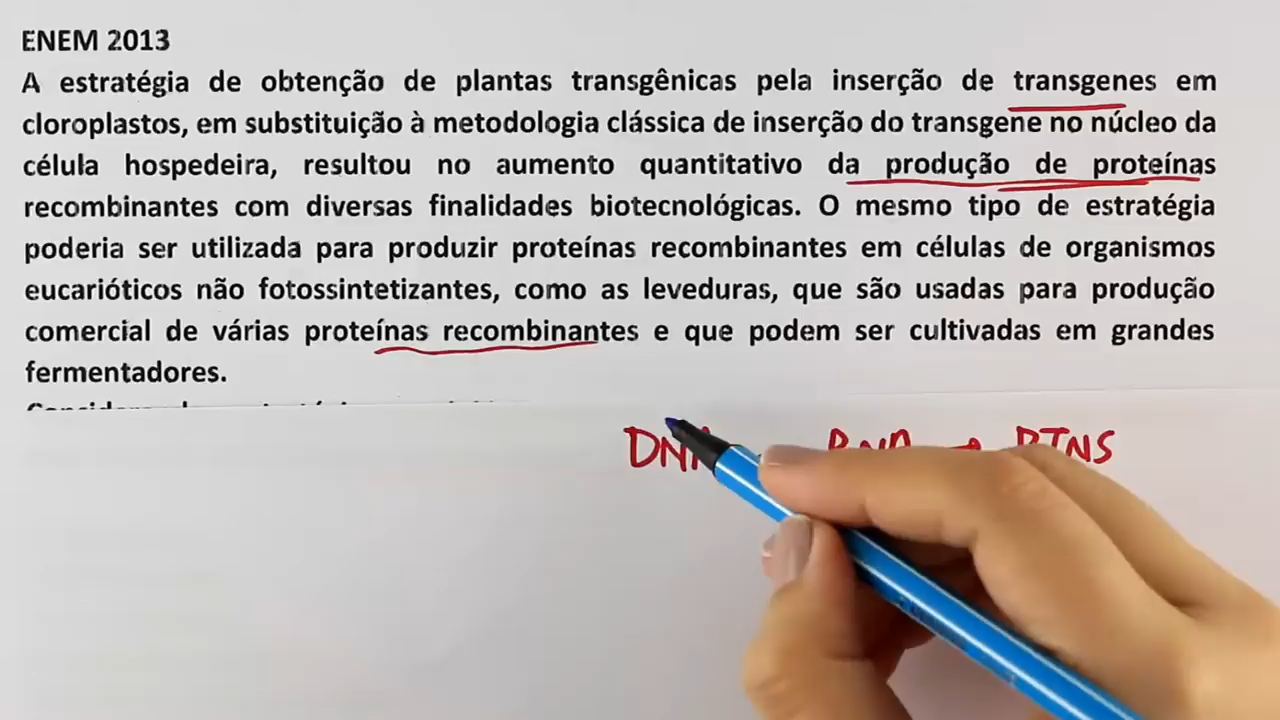 ENEM 2013
A estratégia de obtenção de plantas transgênicas pela inserção de transgenes em
cloroplastos, em substituição à metodologia clássica de inserção do transgene no núcleo da
célula hospedeira, resultou no aumento quantitativo da produção de proteínas
recombinantes com diversas finalidades biotecnológicas. O mesmo tipo de estratégia
poderia ser utilizada para produzir proteínas recombinantes em células de organismos
eucarióticos não fotossintetizantes, como as leveduras, que são usadas para produção
comercial de várias proteínas recombinantes e que podem ser cultivadas em grandes
fermentadores.
DNA RNA → PTNS